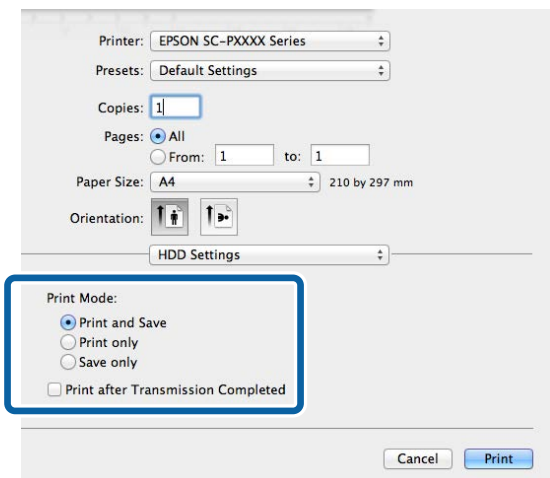 Printer: EPSON SC-PXXXX Series
Presets: Default Settings
Copies: 1
Pages: All
From: 1 to: 1
Paper Size: A4 210 by 297 mm
Orientation:
HDD Settings
Print Mode:
Print and Save
Print only
Save only
Print after Transmission Completed
Cancel Print